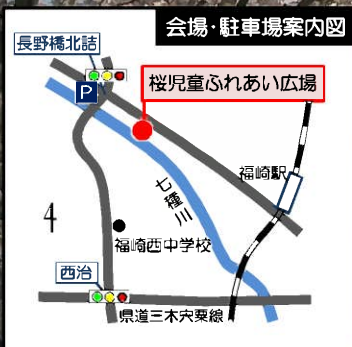 会場・駐車場案内図
長野橋北詰
P
桜児童ふれあい広場
福崎駅
七種川
4
福崎西中学校
西治
県道三木宍粟線